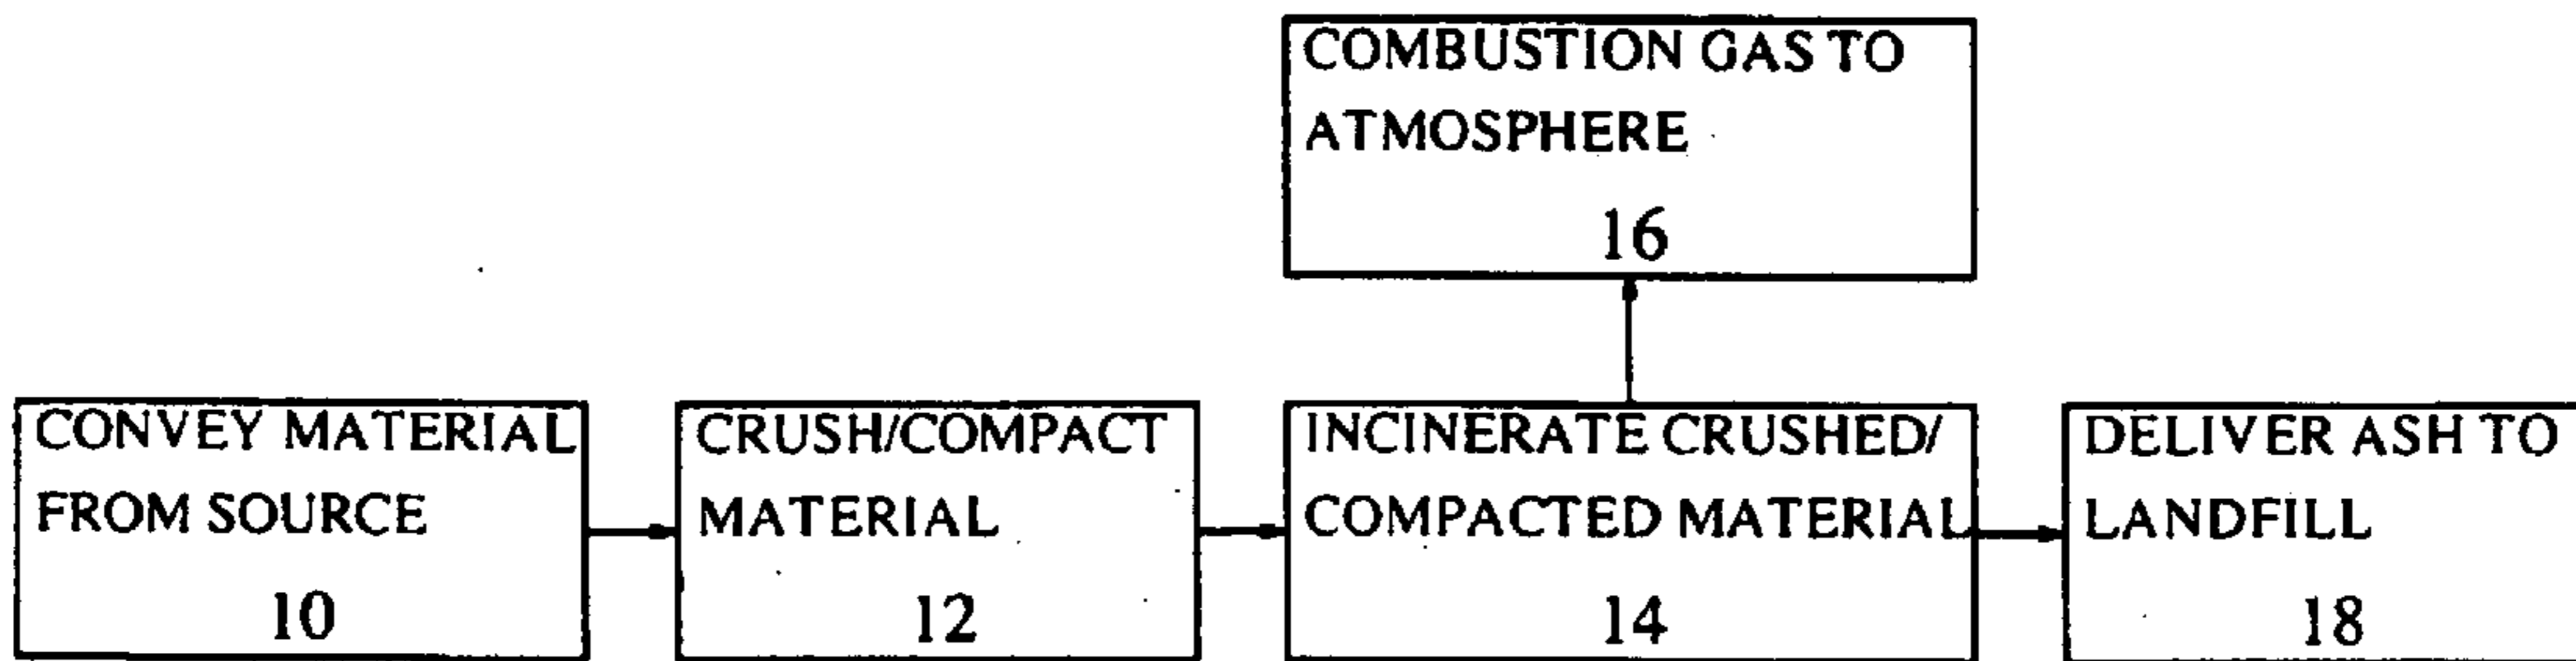 COMBUSTION GAS TO
ATMOSPHERE
16
CONVEY MATERIAL
FROM SOURCE
10
CRUSH/COMPACT
MATERIAL
12
INCINERATE CRUSHED/
COMPACTED MATERIAL
14
DELIVER ASH TO
LANDFILL
18